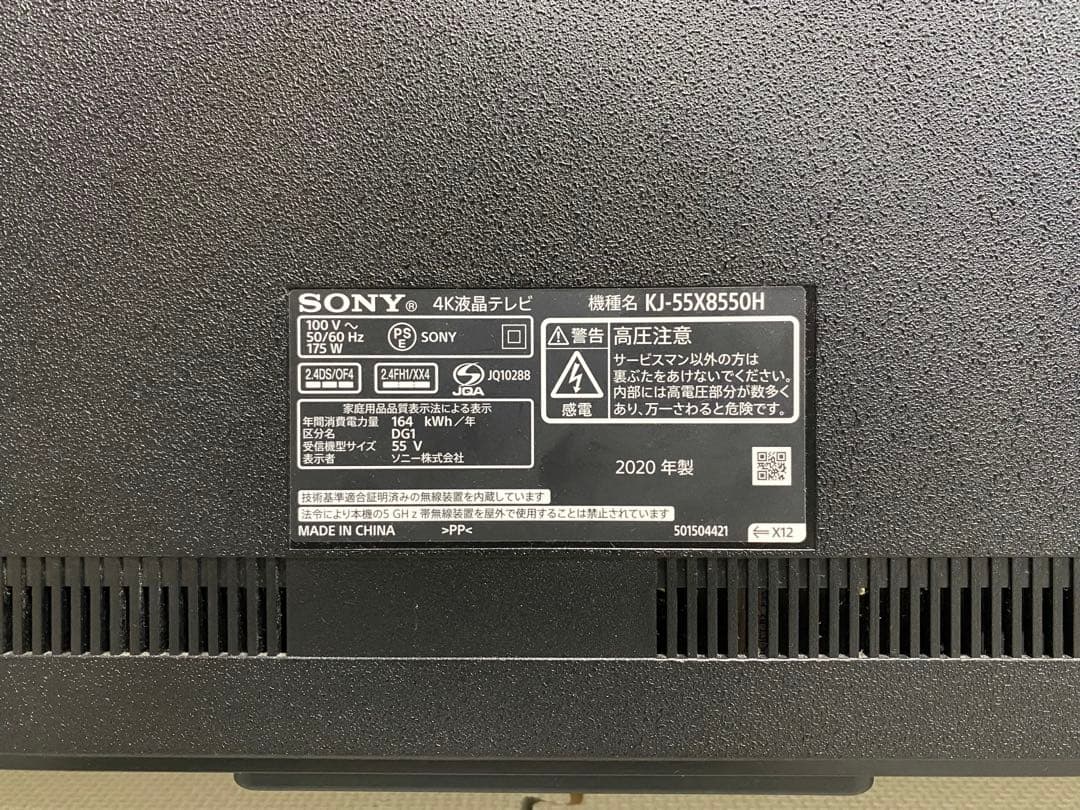 SONY® 4K液晶テレビ 機種名 KJ-55X8550H
100 V ～
50/60 Hz
175 W
PS
E
SONY
2.4DS/OF4
2.4FH1/XX4
JQA
JQ10288
家庭用品品質表示法による表示
年間消費電力量 164 kWh／年
区分名 DG1
受信機型サイズ 55 V
表示者 ソニー株式会社
警告 高圧注意
感電
サービスマン以外の方は
裏ぶたをあけないでください。
内部には高電圧部分が数多く
あり、万一さわると危険です。
2020 年製
技術基準適合証明済みの無線装置を内蔵しています
法令により本機の5 GHz帯無線装置を屋外で使用することは禁止されています
MADE IN CHINA >PP< 501504421 X12